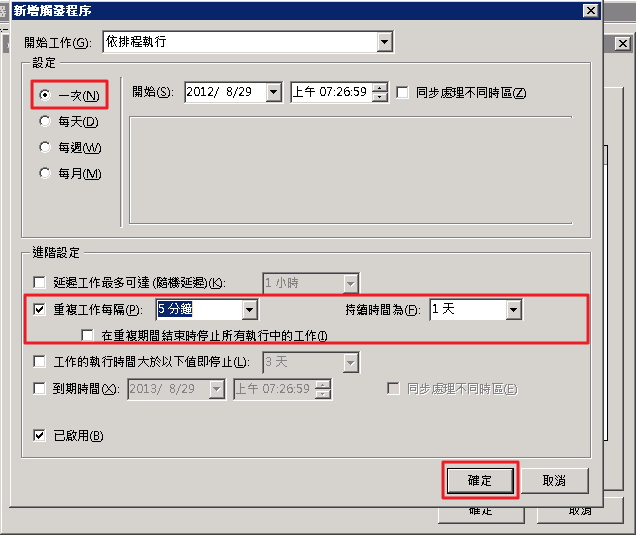 新增觸發程序
開始工作(G): 依排程執行
設定
一次(N)
開始(S): 2012/ 8/29 上午 07:26:59 同步處理不同時區(Z)
每天(D)
每週(W)
每月(M)
進階設定
延遲工作最多可達 (隨機延遲)(K): 1 小時
重複工作每隔(P): 5 分鐘 持續時間為(F): 1 天
在重複期間結束時停止所有執行中的工作(I)
工作的執行時間大於以下值即停止(L): 3 天
到期時間(X): 2013/ 8/29 上午 07:26:59 同步處理不同時區(E)
已啟用(B)
確定 取消
確定 取消